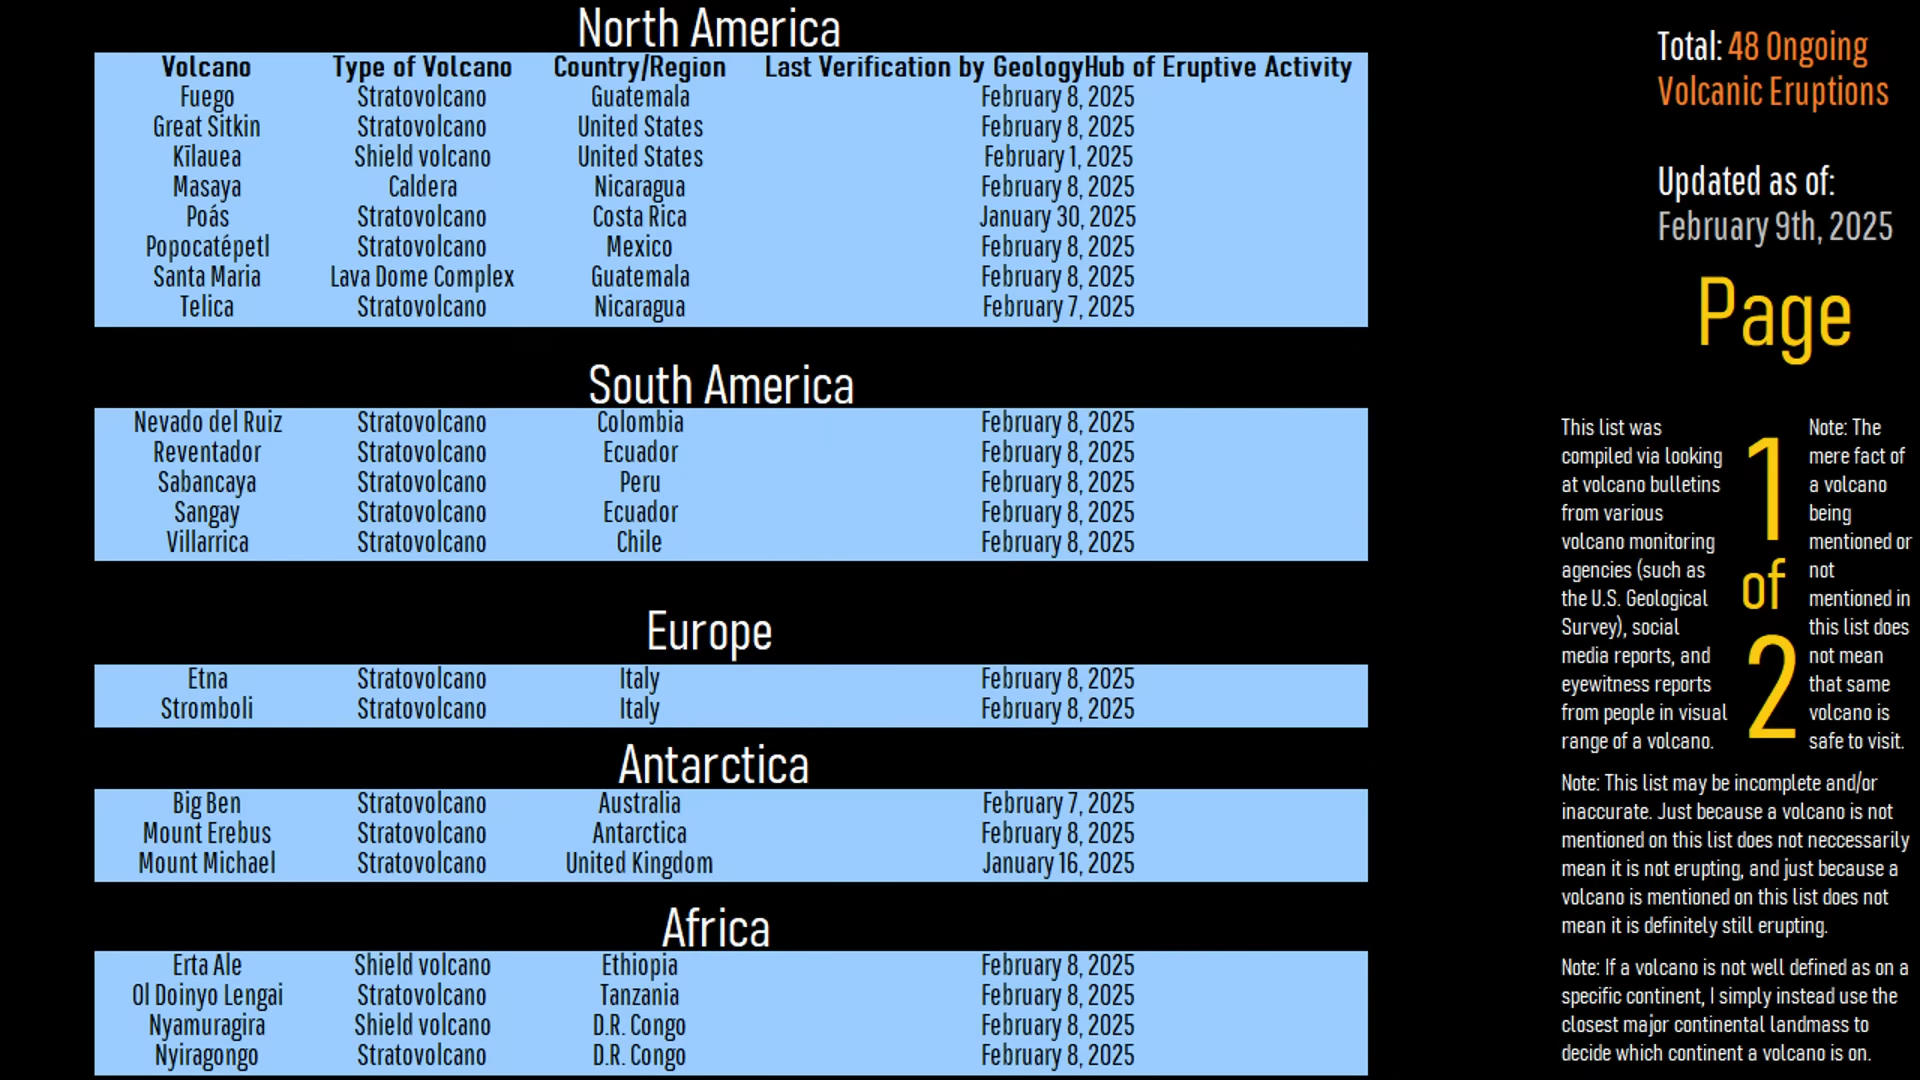 North America
Volcano Type of Volcano Country/Region Last Verification by GeologyHub of Eruptive Activity
Fuego Stratovolcano Guatemala February 8, 2025
Great Sitkin Stratovolcano United States February 8, 2025
Kīlauea Shield volcano United States February 1, 2025
Masaya Caldera Nicaragua February 8, 2025
Poás Stratovolcano Costa Rica January 30, 2025
Popocatépetl Stratovolcano Mexico February 8, 2025
Santa Maria Lava Dome Complex Guatemala February 8, 2025
Telica Stratovolcano Nicaragua February 7, 2025
South America
Nevado del Ruiz Stratovolcano Colombia February 8, 2025
Reventador Stratovolcano Ecuador February 8, 2025
Sabancaya Stratovolcano Peru February 8, 2025
Sangay Stratovolcano Ecuador February 8, 2025
Villarrica Stratovolcano Chile February 8, 2025
Europe
Etna Stratovolcano Italy February 8, 2025
Stromboli Stratovolcano Italy February 8, 2025
Antarctica
Big Ben Stratovolcano Australia February 7, 2025
Mount Erebus Stratovolcano Antarctica February 8, 2025
Mount Michael Stratovolcano United Kingdom January 16, 2025
Africa
Erta Ale Shield volcano Ethiopia February 8, 2025
Ol Doinyo Lengai Stratovolcano Tanzania February 8, 2025
Nyamuragira Shield volcano D.R. Congo February 8, 2025
Nyiragongo Stratovolcano D.R. Congo February 8, 2025
Total: 48 Ongoing
Volcanic Eruptions
Updated as of:
February 9th, 2025
Page
1
of
2
This list was
compiled via looking
at volcano bulletins
from various
volcano monitoring
agencies (such as
the U.S. Geological
Survey), social
media reports, and
eyewitness reports
from people in visual
range of a volcano.
Note: The
mere fact of
a volcano
being
mentioned or
not
mentioned in
this list does
not mean
that same
volcano is
safe to visit.
Note: This list may be incomplete and/or
inaccurate. Just because a volcano is not
mentioned on this list does not neccessarily
mean it is not erupting, and just because a
volcano is mentioned on this list does not
mean it is definitely still erupting.
Note: If a volcano is not well defined as on a
specific continent, I simply instead use the
closest major continental landmass to
decide which continent a volcano is on.